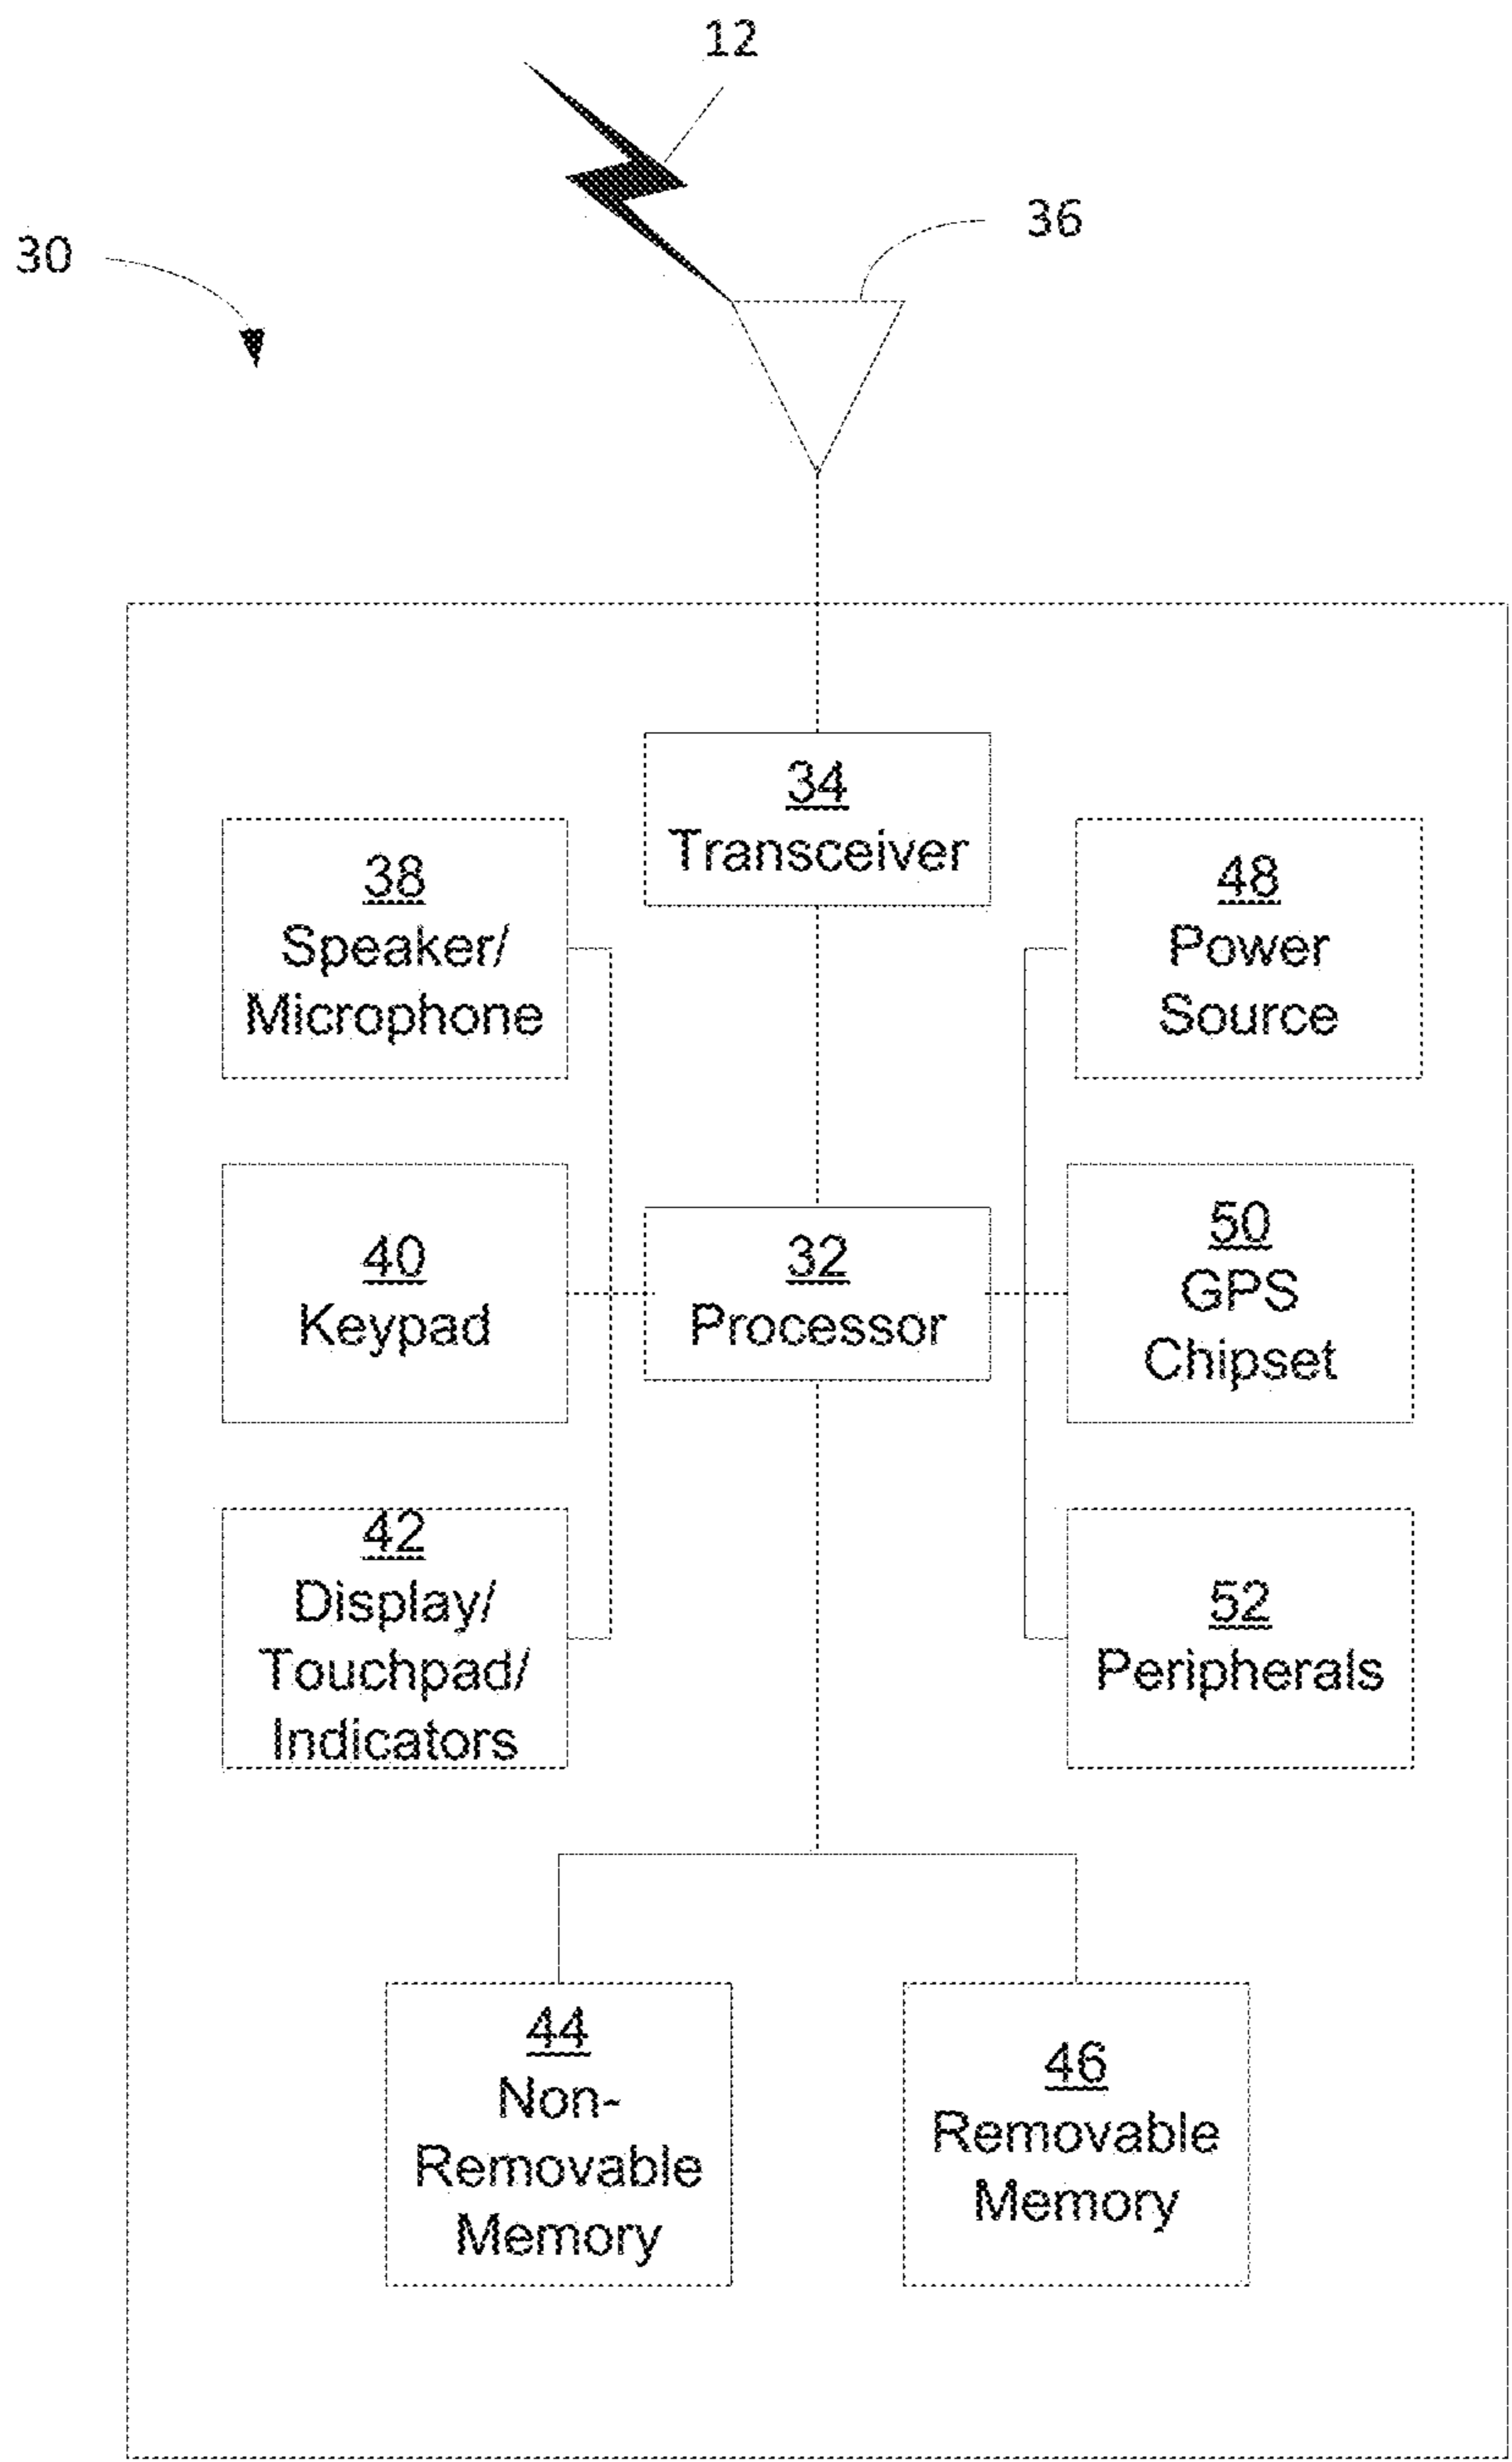 12
36
30
34
Transceiver
38
Speaker/
Microphone
48
Power
Source
40
Keypad
32
Processor
50
GPS
Chipset
42
Display/
Touchpad/
Indicators
52
Peripherals
44
Non-
Removable
Memory
46
Removable
Memory